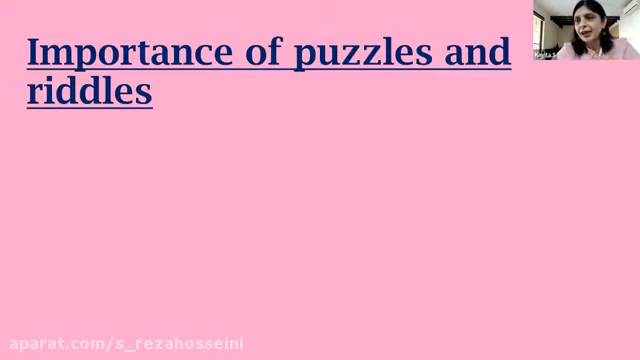 Importance of puzzles and
riddles
aparat.com/s_rezahosseini